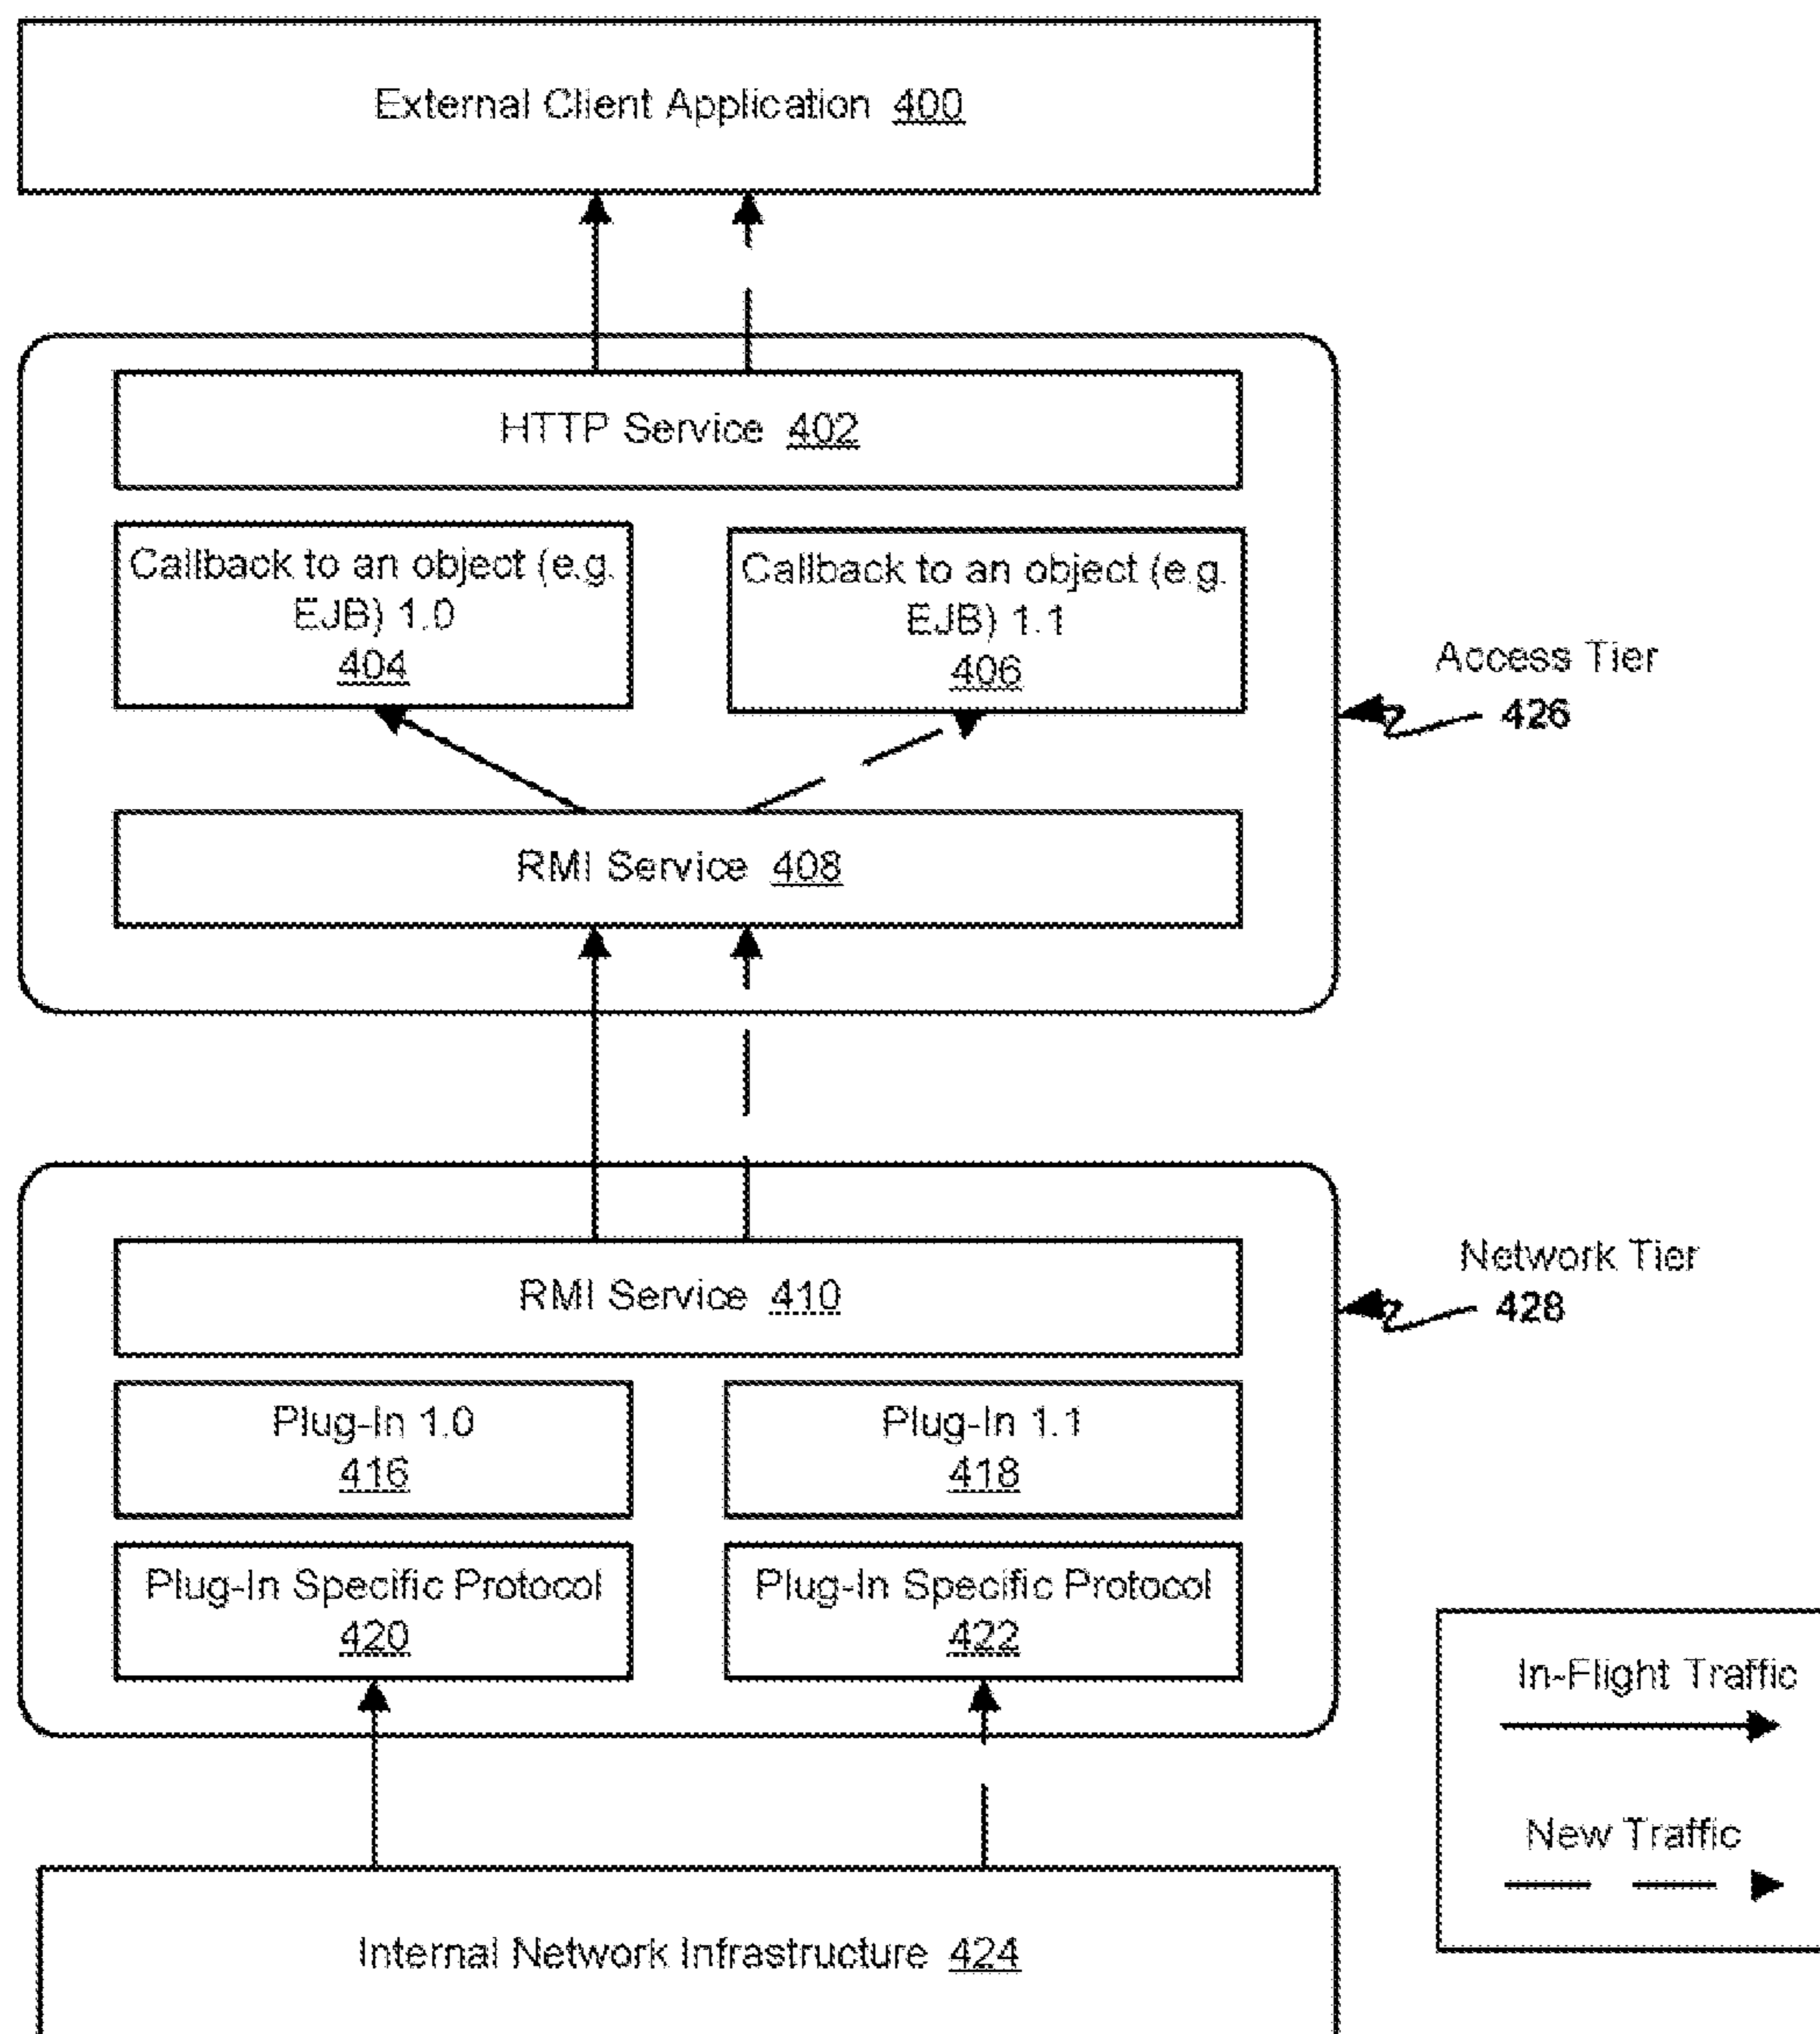 External Client Application 400
HTTP Service 402
Callback to an object (e.g.
EJB) 1.0
404
Callback to an object (e.g.
EJB) 1.1
406
Access Tier
426
RMI Service 408
RMI Service 410
Network Tier
428
Plug-In 1.0
416
Plug-In 1.1
418
Plug-In Specific Protocol
420
Plug-In Specific Protocol
422
In-Flight Traffic
New Traffic
Internal Network Infrastructure 424